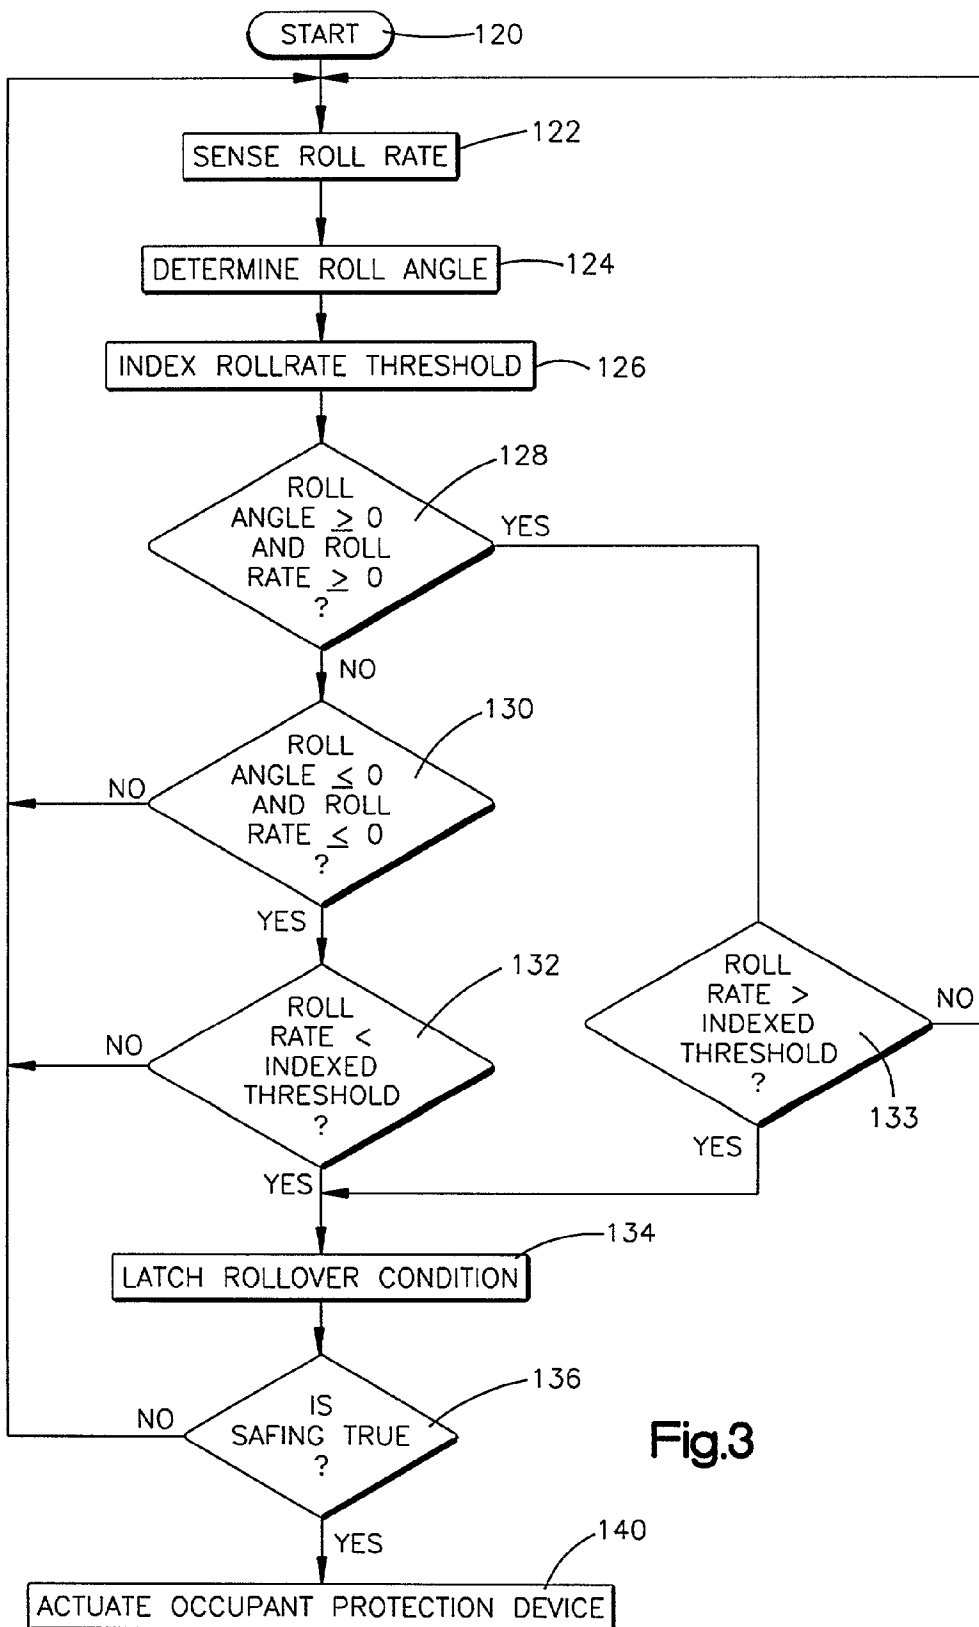 START
120
SENSE ROLL RATE
122
DETERMINE ROLL ANGLE
124
INDEX ROLLRATE THRESHOLD
126
128
ROLL
ANGLE ≥ 0
AND ROLL
RATE ≥ 0
?
YES
NO
130
ROLL
ANGLE ≤ 0
AND ROLL
RATE ≤ 0
?
NO
YES
132
ROLL
RATE <
INDEXED
THRESHOLD
?
NO
YES
ROLL
RATE >
INDEXED
THRESHOLD
?
NO
133
YES
134
LATCH ROLLOVER CONDITION
136
IS
SAFING TRUE
?
NO
YES
Fig.3
140
ACTUATE OCCUPANT PROTECTION DEVICE